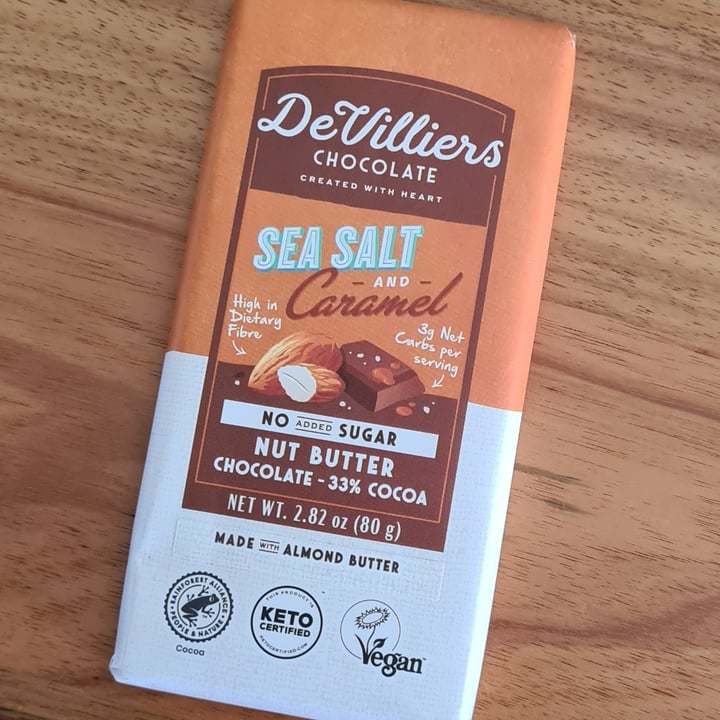 DeVilliers
CHOCOLATE
CREATED WITH HEART
SEA SALT
AND
Caramel
High in
Dietary
Fibre
3g Net
Carbs per
serving
NO ADDED SUGAR
NUT BUTTER
CHOCOLATE - 33% COCOA
NET WT. 2.82 oz (80 g)
MADE WITH ALMOND BUTTER
RAINFOREST ALLIANCE
PEOPLE & NATURE
Cocoa
THIS PRODUCT IS
KETO
CERTIFIED
KETOCERTIFIED.COM
Vegan